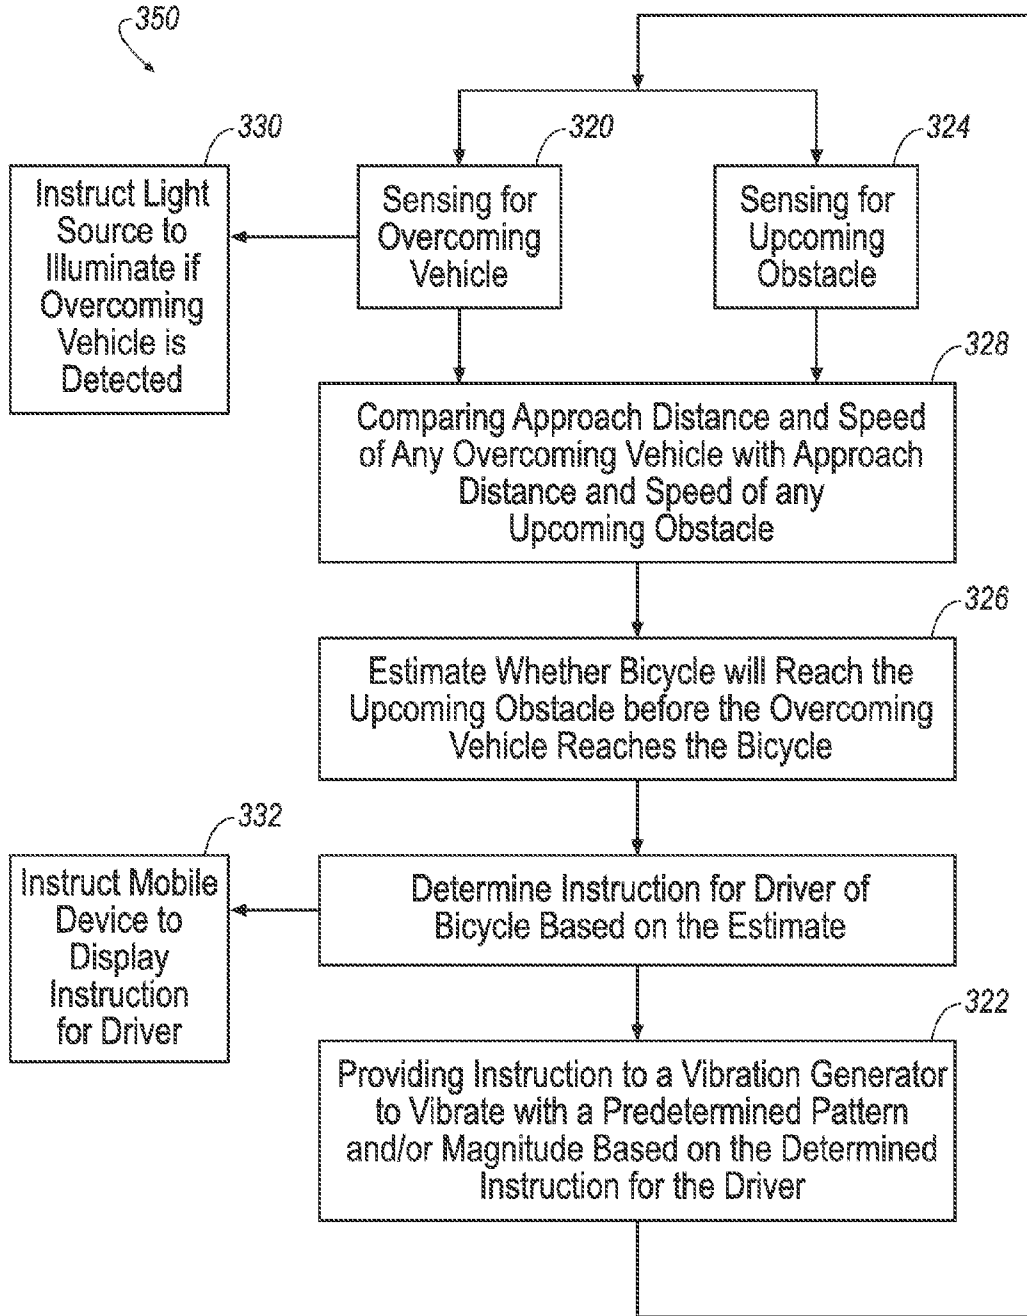 350
330
Instruct Light
Source to
Illuminate if
Overcoming
Vehicle is
Detected
320
Sensing for
Overcoming
Vehicle
324
Sensing for
Upcoming
Obstacle
328
Comparing Approach Distance and Speed
of Any Overcoming Vehicle with Approach
Distance and Speed of any
Upcoming Obstacle
326
Estimate Whether Bicycle will Reach the
Upcoming Obstacle before the Overcoming
Vehicle Reaches the Bicycle
332
Instruct Mobile
Device to
Display
Instruction
for Driver
Determine Instruction for Driver of
Bicycle Based on the Estimate
322
Providing Instruction to a Vibration Generator
to Vibrate with a Predetermined Pattern
and/or Magnitude Based on the Determined
Instruction for the Driver